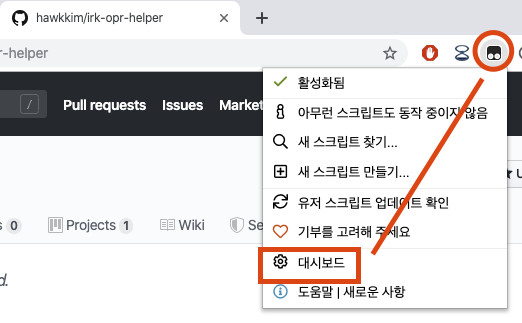 hawkkim/irk-opr-helper
r-helper
활성화됨
/
Pull requests
Issues
Market
아무런 스크립트도 동작 중이지 않음
새 스크립트 찾기...
새 스크립트 만들기...
유저 스크립트 업데이트 확인
s 0
Projects 1
Wiki
Se
기부를 고려해 주세요
대시보드
d.
도움말 | 새로운 사항